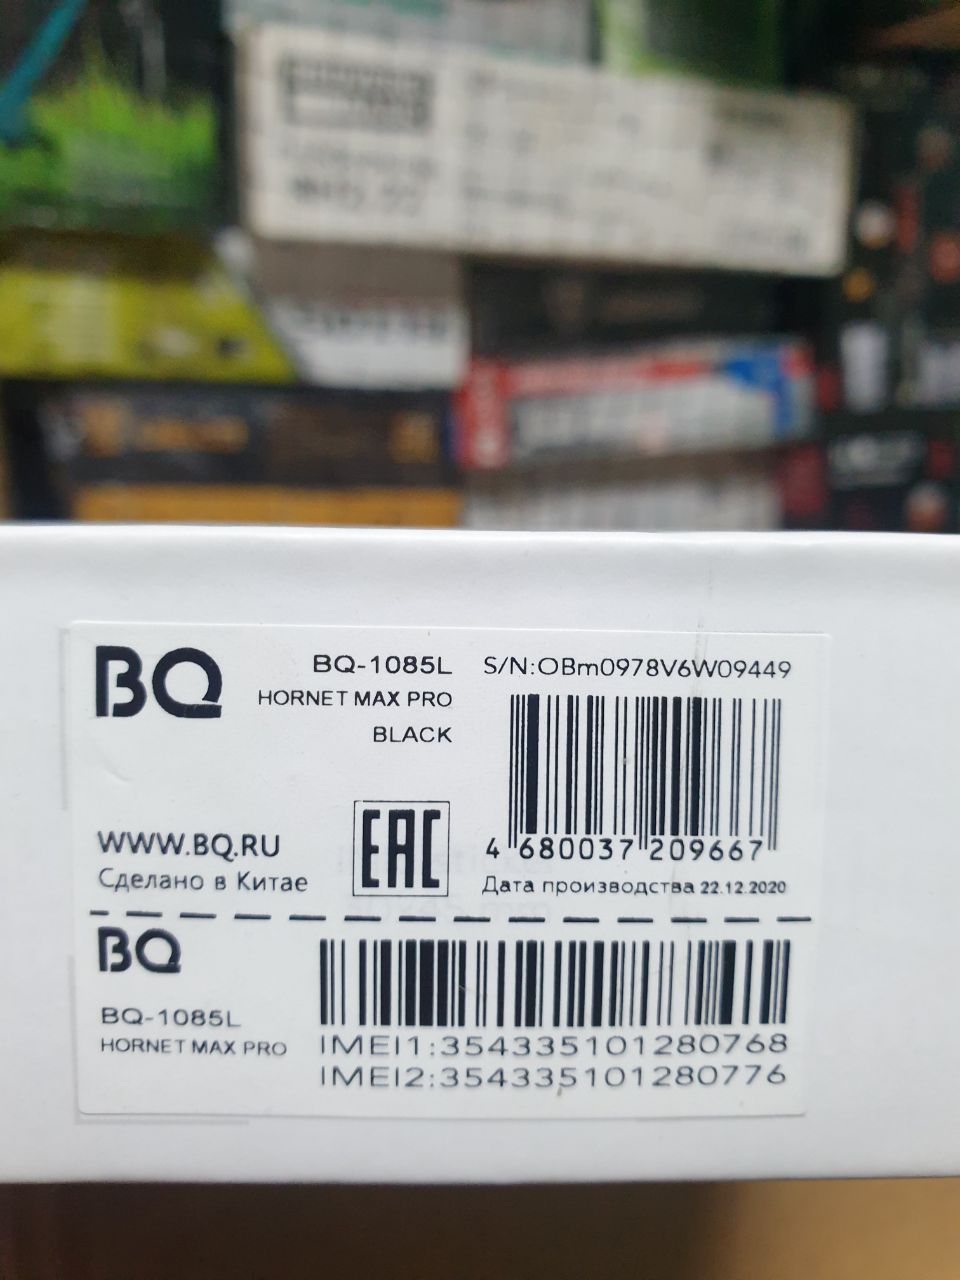 BQ
BQ-1085L
HORNET MAX PRO
BLACK
S/N:OBm0978V6W09449
4 680037 209667
WWW.BQ.RU
Сделано в Китае
EAC
Дата производства 22.12.2020
BQ
BQ-1085L
HORNET MAX PRO
IMEI1:354335101280768
IMEI2:354335101280776